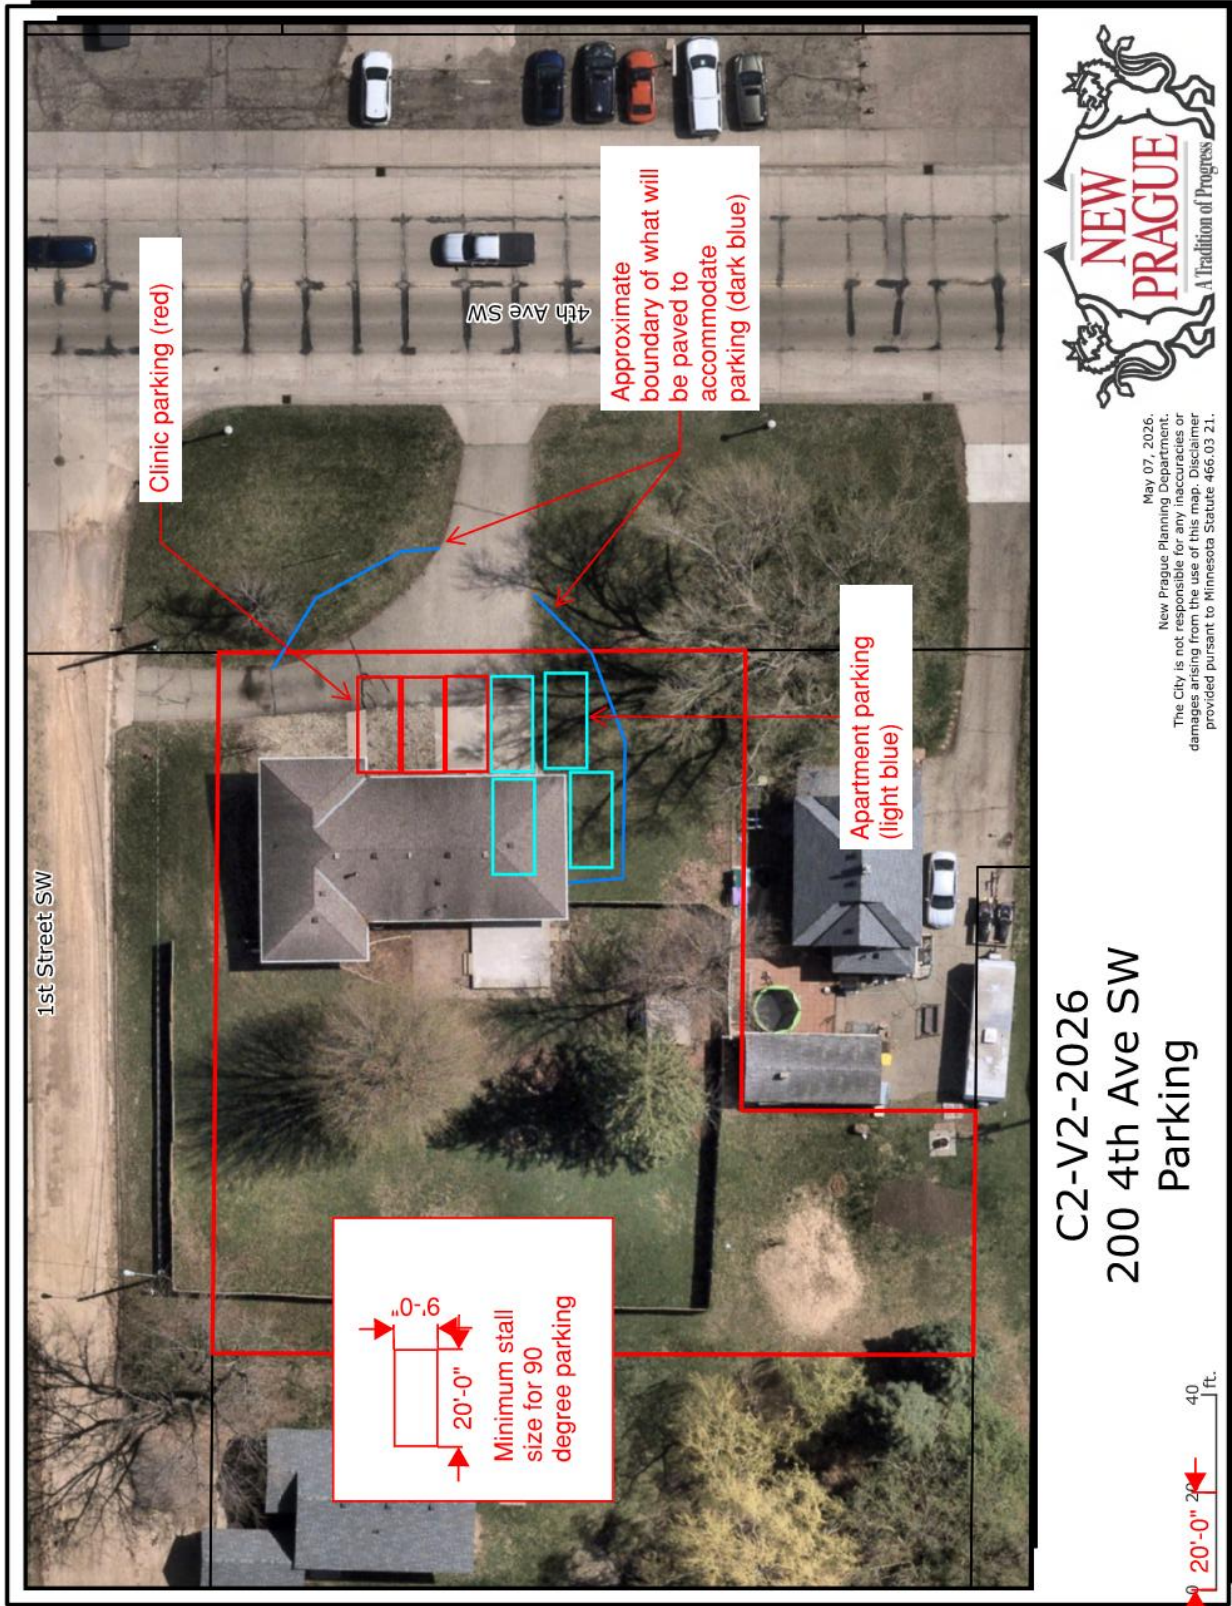 1st Street SW
Clinic parking (red)
4th Ave SW
Approximate
boundary of what will
be paved to
accommodate
parking (dark blue)
Apartment parking
(light blue)
9'-0"
20'-0"
Minimum stall
size for 90
degree parking
C2-V2-2026
200 4th Ave SW
Parking
NEW
PRAGUE
A Tradition of Progress
May 07, 2026.
New Prague Planning Department.
The City is not responsible for any inaccuracies or
damages arising from the use of this map. Disclaimer
provided pursuant to Minnesota Statute 466.03 21.
0 20 40
ft.
20'-0"